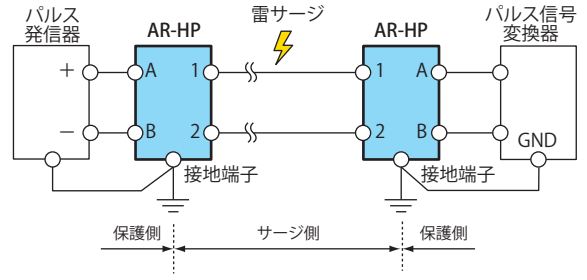 パルス
発信器
AR-HP
雷サージ
AR-HP
パルス信号
変換器
+ A 1 1 A
− B 2 2 B
GND
接地端子 接地端子
保護側 サージ側 保護側